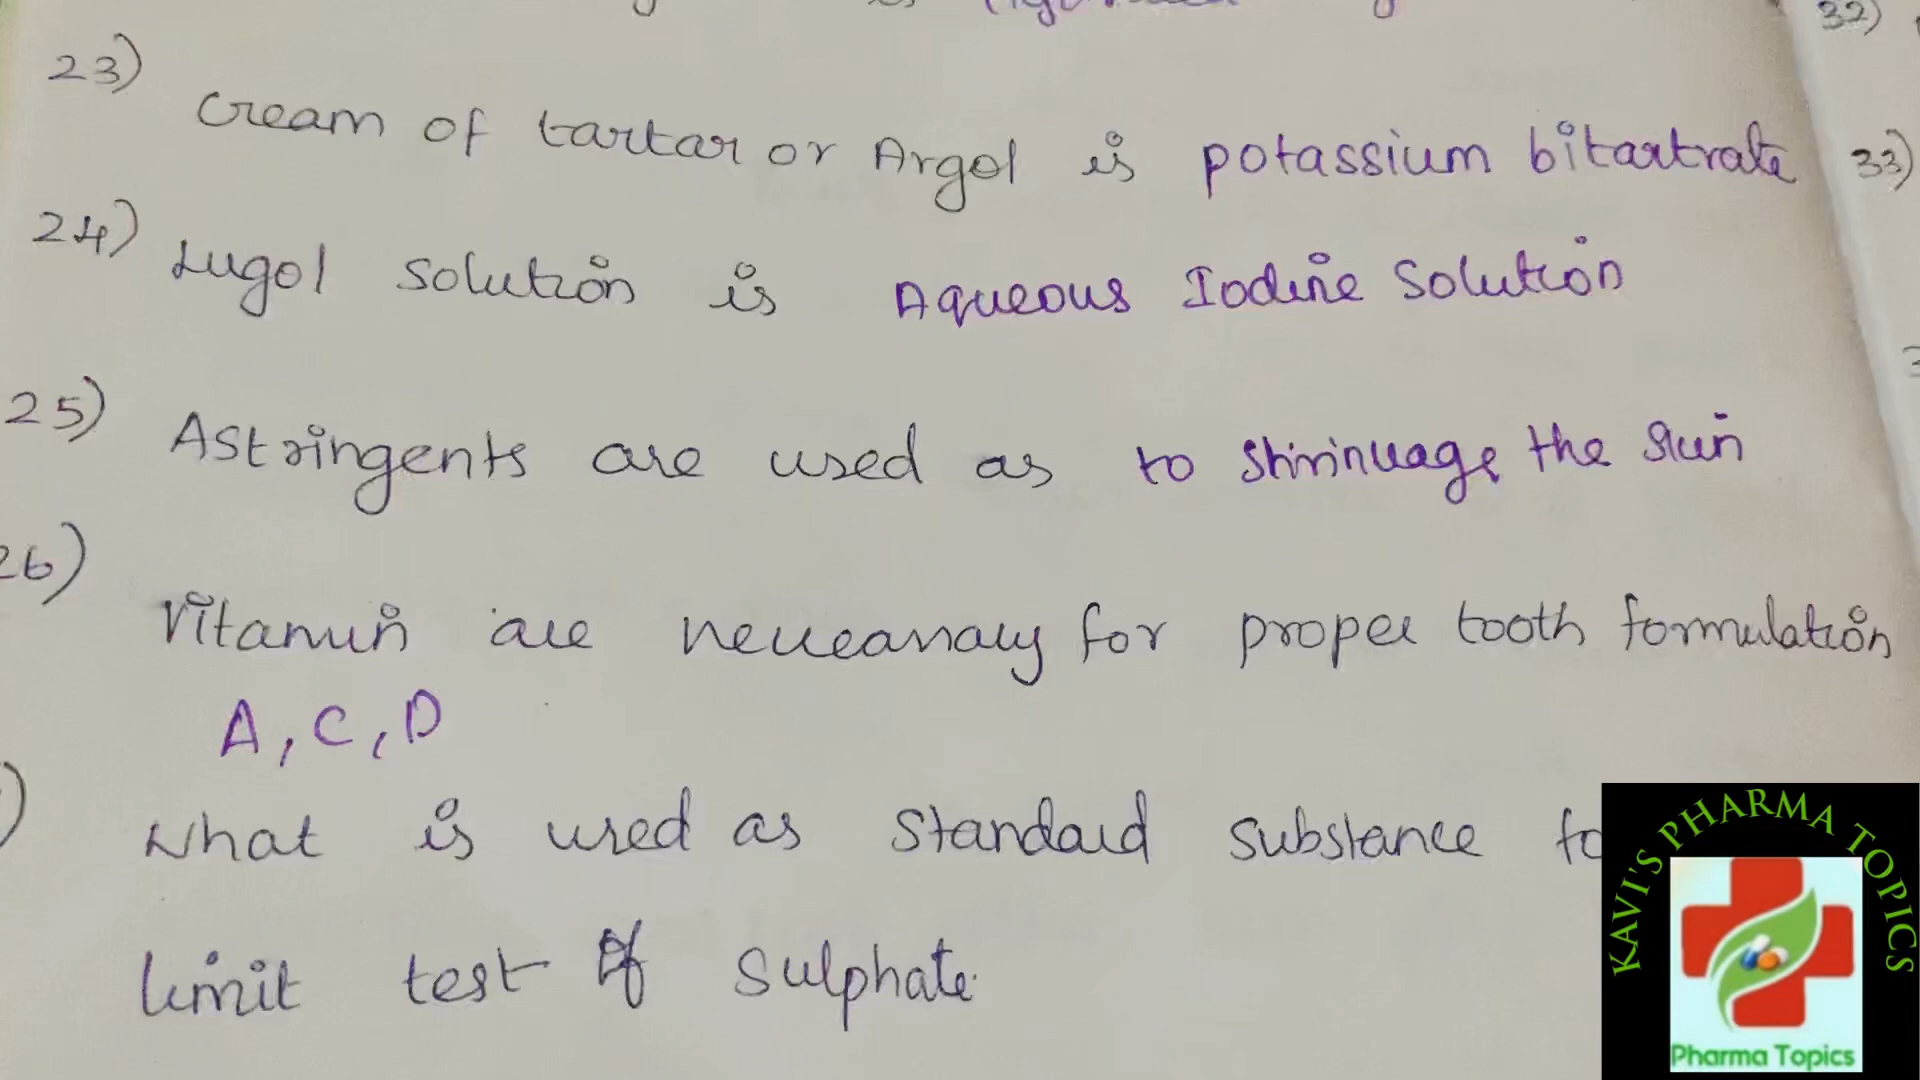 32)
23)
Cream of tartar or Argol is potassium bitartrate
33)
24)
Lugol solution is Aqueous Iodine Solution
25)
Astringents are used as to Shrinkage the Skin
26)
Vitamin are necessary for proper tooth formulation
A, C, D
What is used as Standard substance fo
limit test of Sulphate.
KAVI'S PHARMA TOPICS
Pharma Topics